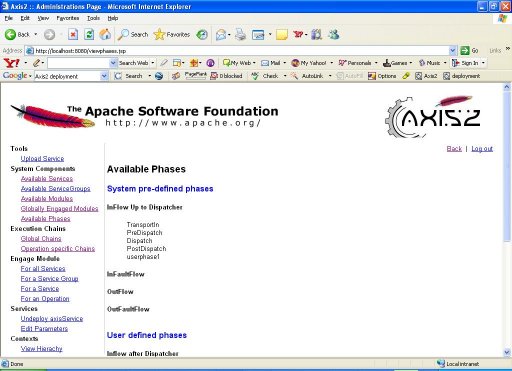 Axis2 :: Administrations Page - Microsoft Internet Explorer
File Edit View Favorites Tools Help
Back Search Favorites
Address http://localhost:8080/viewphases.jsp Go Links
Search Web My Web Mail My Yahoo! Personals Games Music Sign In
Google Axis2 deployment Search PageRank 0 blocked Check AutoLink AutoFill Options Axis2 deployment
The Apache Software Foundation
http://www.apache.org/
AXIS2
Back | Log out
Tools
Upload Service
System Components
Available Services
Available ServiceGroups
Available Modules
Globally Engaged Modules
Available Phases
Execution Chains
Global Chains
Operation specific Chains
Engage Module
For all Services
For a Service Group
For a Service
For an Operation
Services
Undeploy axisService
Edit Parameters
Contexts
View Hierachy
Available Phases
System pre-defined phases
InFlow Up to Dispatcher
TransportIn
PreDispatch
Dispatch
PostDispatch
userphase1
InFaultFlow
OutFlow
OutFaultFlow
User defined phases
Inflow after Dispatcher
Done
Local intranet